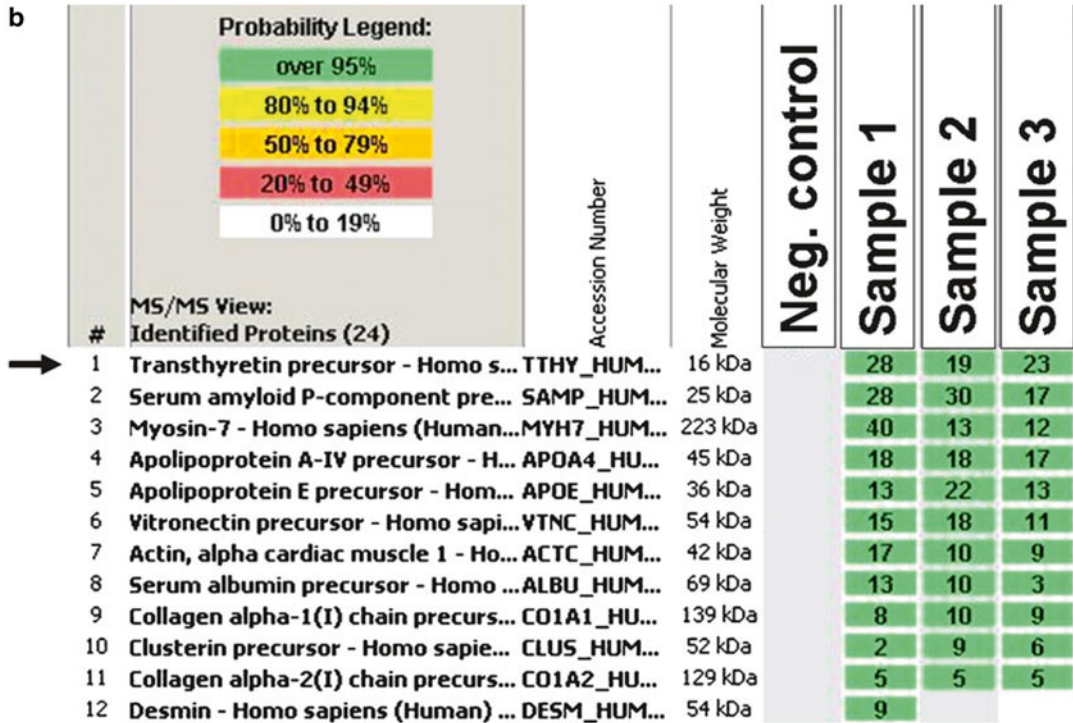 b
Probability Legend:
over 95%
80% to 94%
50% to 79%
20% to 49%
0% to 19%
MS/MS View:
# Identified Proteins (24) Accession Number Molecular Weight Neg. control Sample 1 Sample 2 Sample 3
1 Transthyretin precursor - Homo s... TTHY_HUM... 16 kDa 28 19 23
2 Serum amyloid P-component pre... SAMP_HUM... 25 kDa 28 30 17
3 Myosin-7 - Homo sapiens (Human... MYH7_HUM... 223 kDa 40 13 12
4 Apolipoprotein A-IV precursor - H... APOA4_HU... 45 kDa 18 18 17
5 Apolipoprotein E precursor - Hom... APOE_HUM... 36 kDa 13 22 13
6 Vitronectin precursor - Homo sapi... VTNC_HUM... 54 kDa 15 18 11
7 Actin, alpha cardiac muscle 1 - Ho... ACTC_HUM... 42 kDa 17 10 9
8 Serum albumin precursor - Homo ... ALBU_HUM... 69 kDa 13 10 3
9 Collagen alpha-1(I) chain precurs... CO1A1_HU... 139 kDa 8 10 9
10 Clusterin precursor - Homo sapie... CLUS_HUM... 52 kDa 2 9 6
11 Collagen alpha-2(I) chain precurs... CO1A2_HU... 129 kDa 5 5 5
12 Desmin - Homo sapiens (Human) ... DESM_HUM... 54 kDa 9